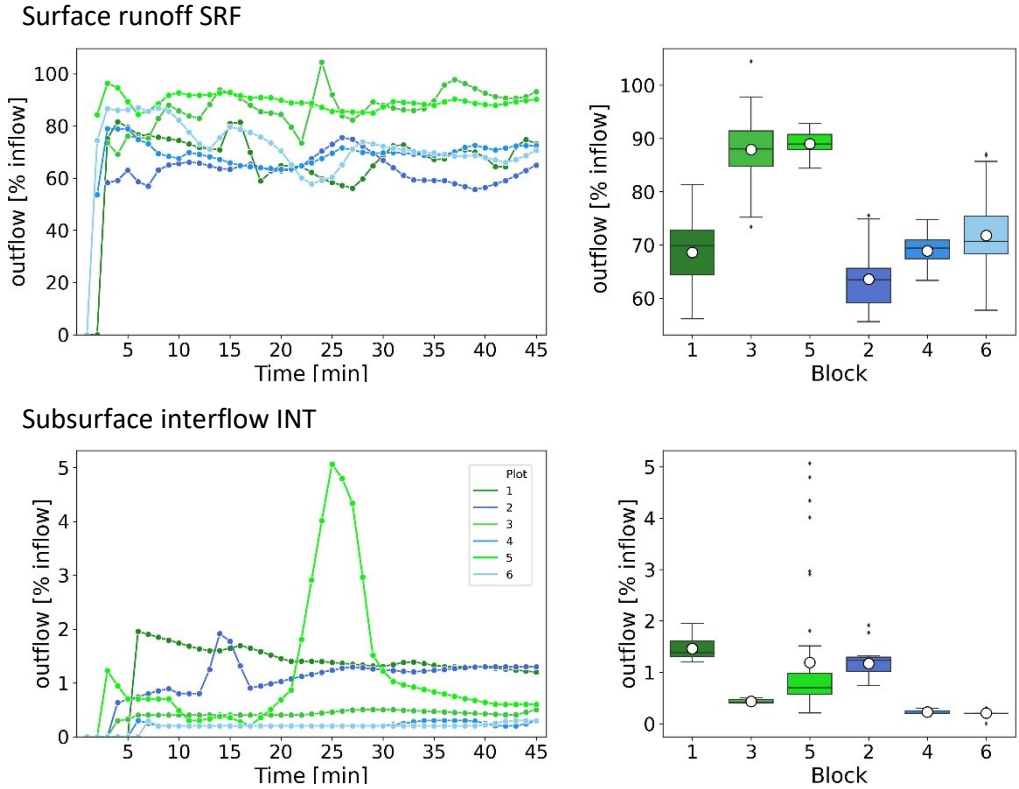 Surface runoff SRF
outflow [% inflow]
100
80
60
40
20
0
5 10 15 20 25 30 35 40 45
Time [min]
outflow [% inflow]
100
90
80
70
60
1 3 5 2 4 6
Block
Subsurface interflow INT
outflow [% inflow]
5
4
3
2
1
0
Plot
1
2
3
4
5
6
5 10 15 20 25 30 35 40 45
Time [min]
outflow [% inflow]
5
4
3
2
1
0
1 3 5 2 4 6
Block